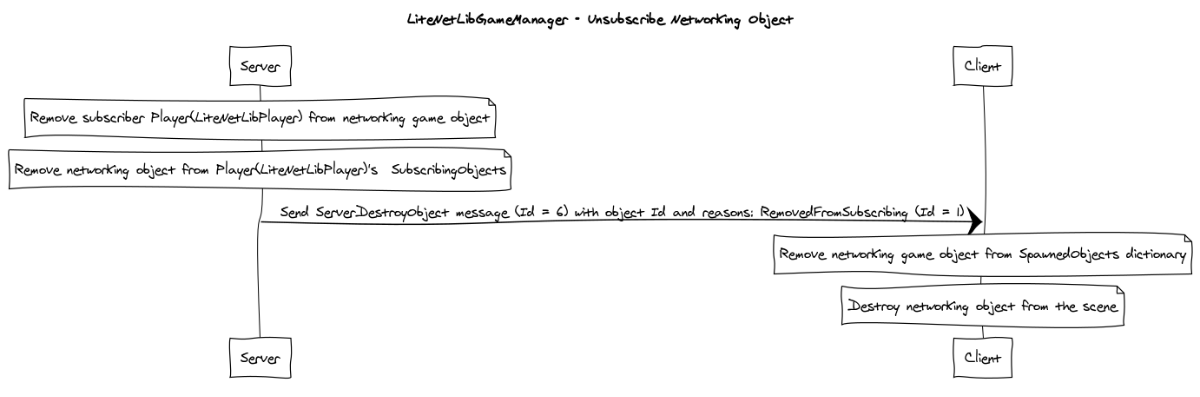 LiteNetLibGameManager - Unsubscribe Networking Object
Server
Client
Remove subscriber Player(LiteNetLibPlayer) from networking game object
Remove networking object from Player(LiteNetLibPlayer)'s SubscribingObjects
Send ServerDestroyObject message (Id = 6) with object Id and reasons: RemovedFromSubscribing (Id = 1)
Remove networking game object from SpawnedObjects dictionary
Destroy networking object from the scene
Server
Client